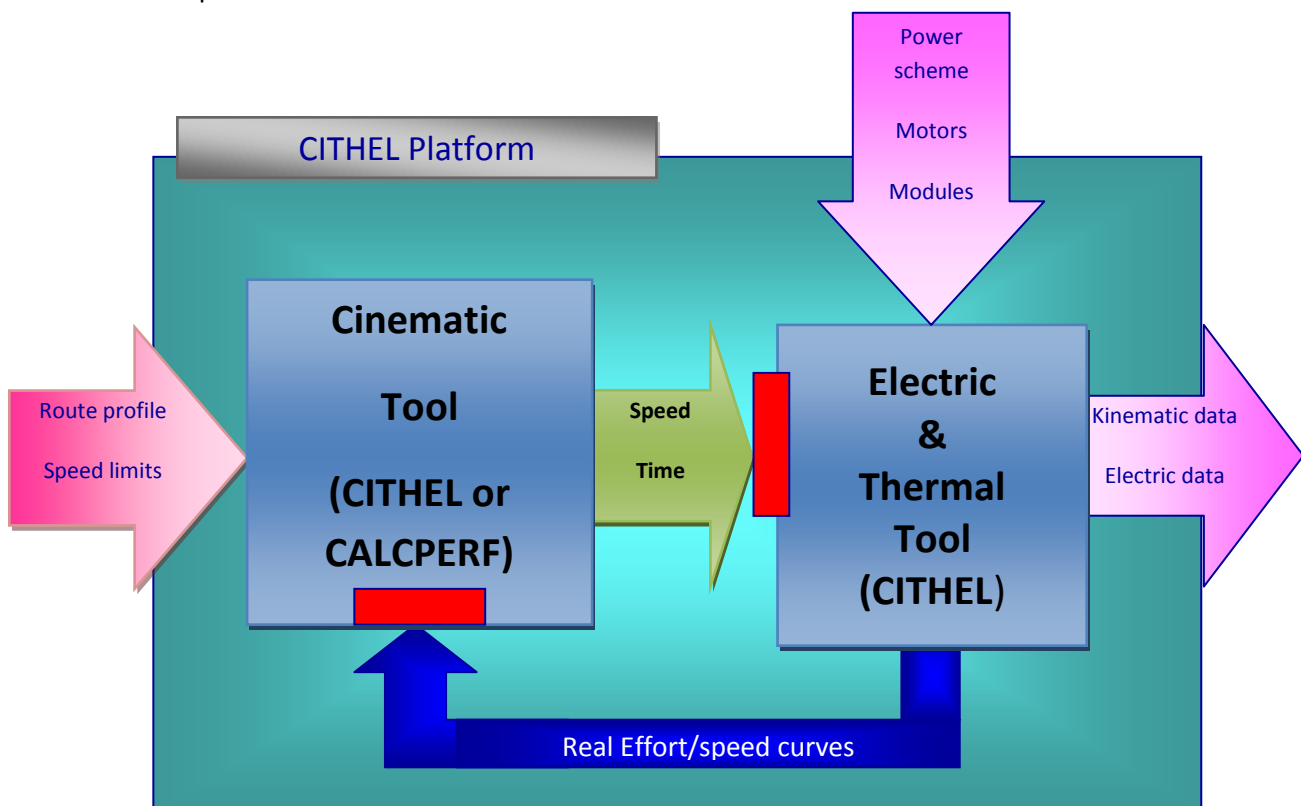 Power
scheme
Motors
Modules
CITHEL Platform
Cinematic
Tool
(CITHEL or
CALCPERF)
Route profile
Speed limits
Speed
Time
Electric
&
Thermal
Tool
(CITHEL)
Kinematic data
Electric data
Real Effort/speed curves